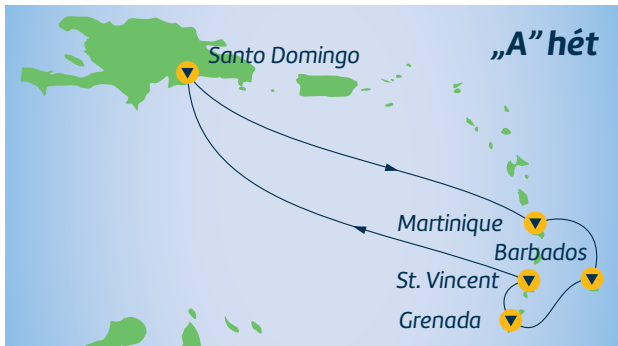 „A” hét
Santo Domingo
Martinique
Barbados
St. Vincent
Grenada